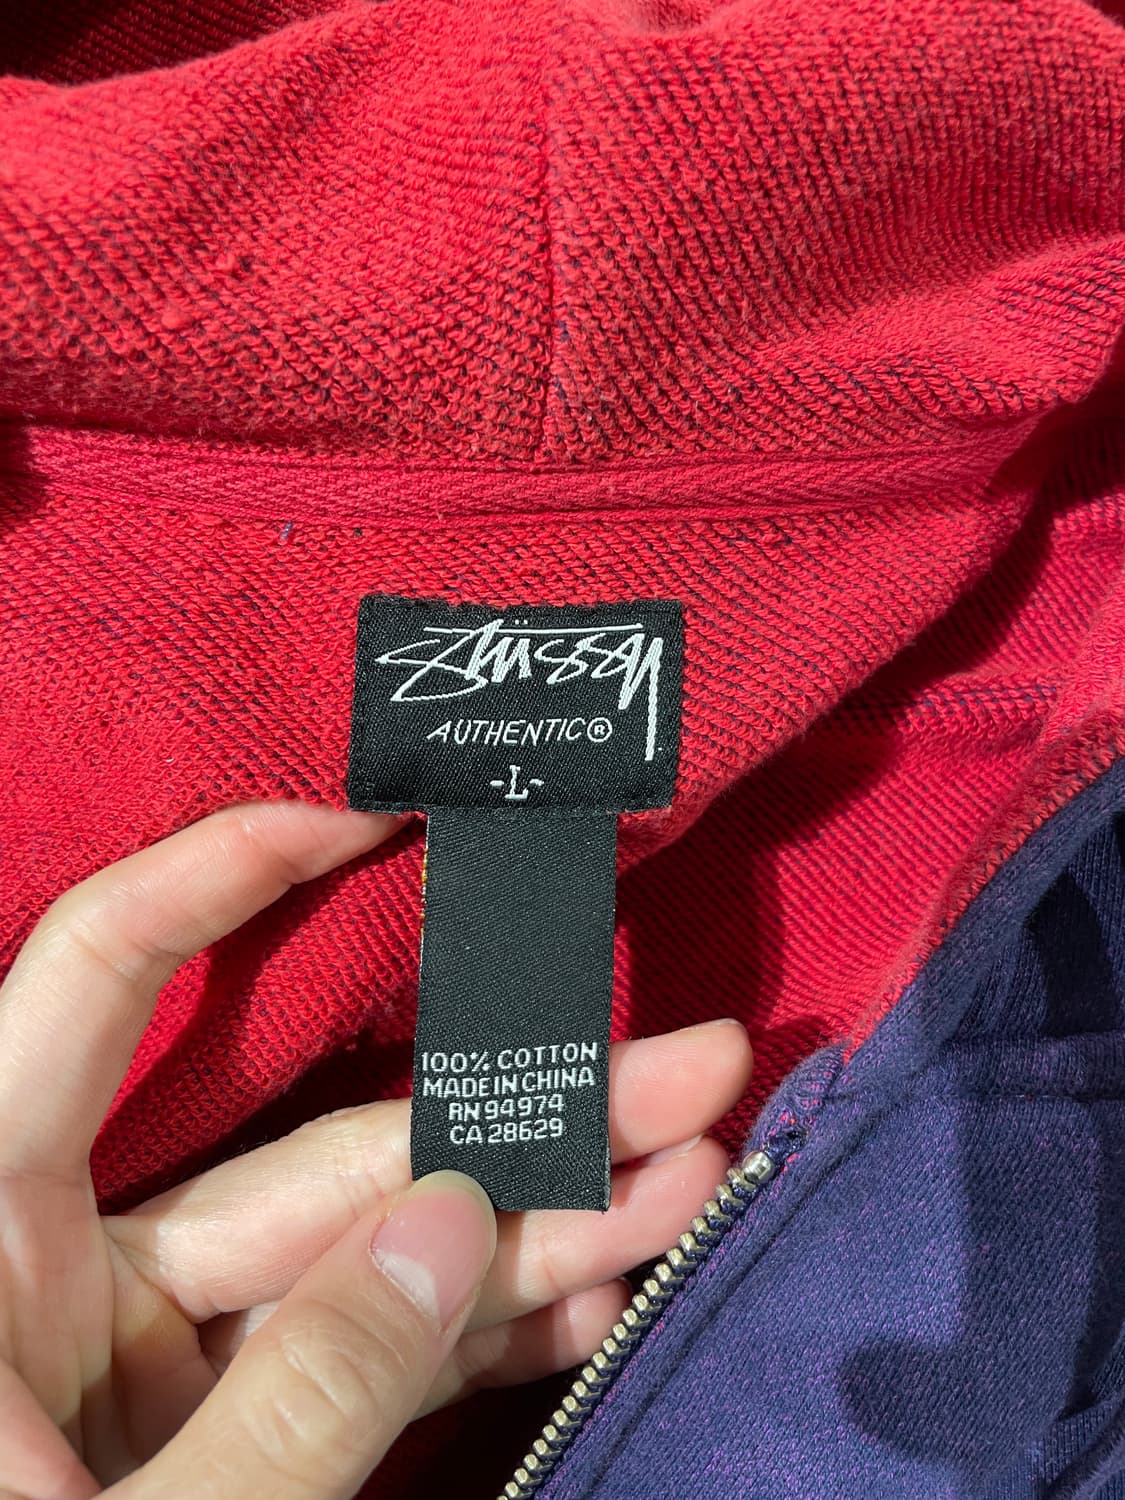 Stüssy
AUTHENTIC®
-L-
100% COTTON
MADE IN CHINA
RN 94974
CA 28629